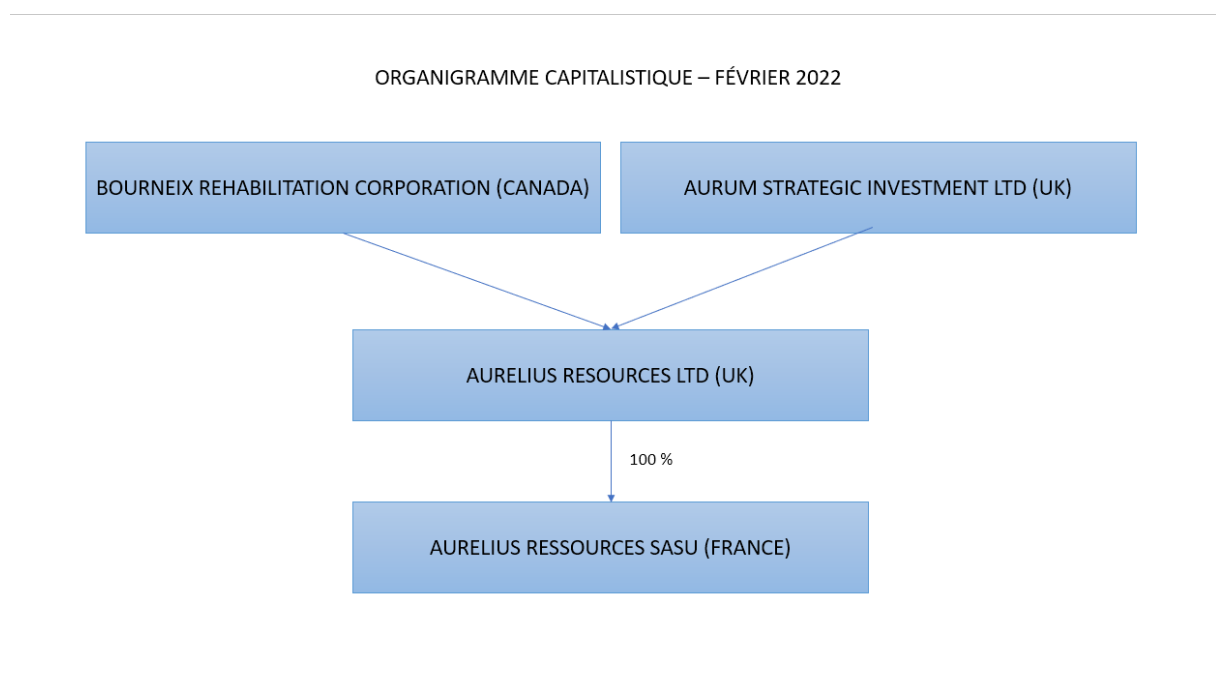 ORGANIGRAMME CAPITALISTIQUE – FÉVRIER 2022
BOURNEIX REHABILITATION CORPORATION (CANADA)
AURUM STRATEGIC INVESTMENT LTD (UK)
AURELIUS RESOURCES LTD (UK)
100 %
AURELIUS RESSOURCES SASU (FRANCE)